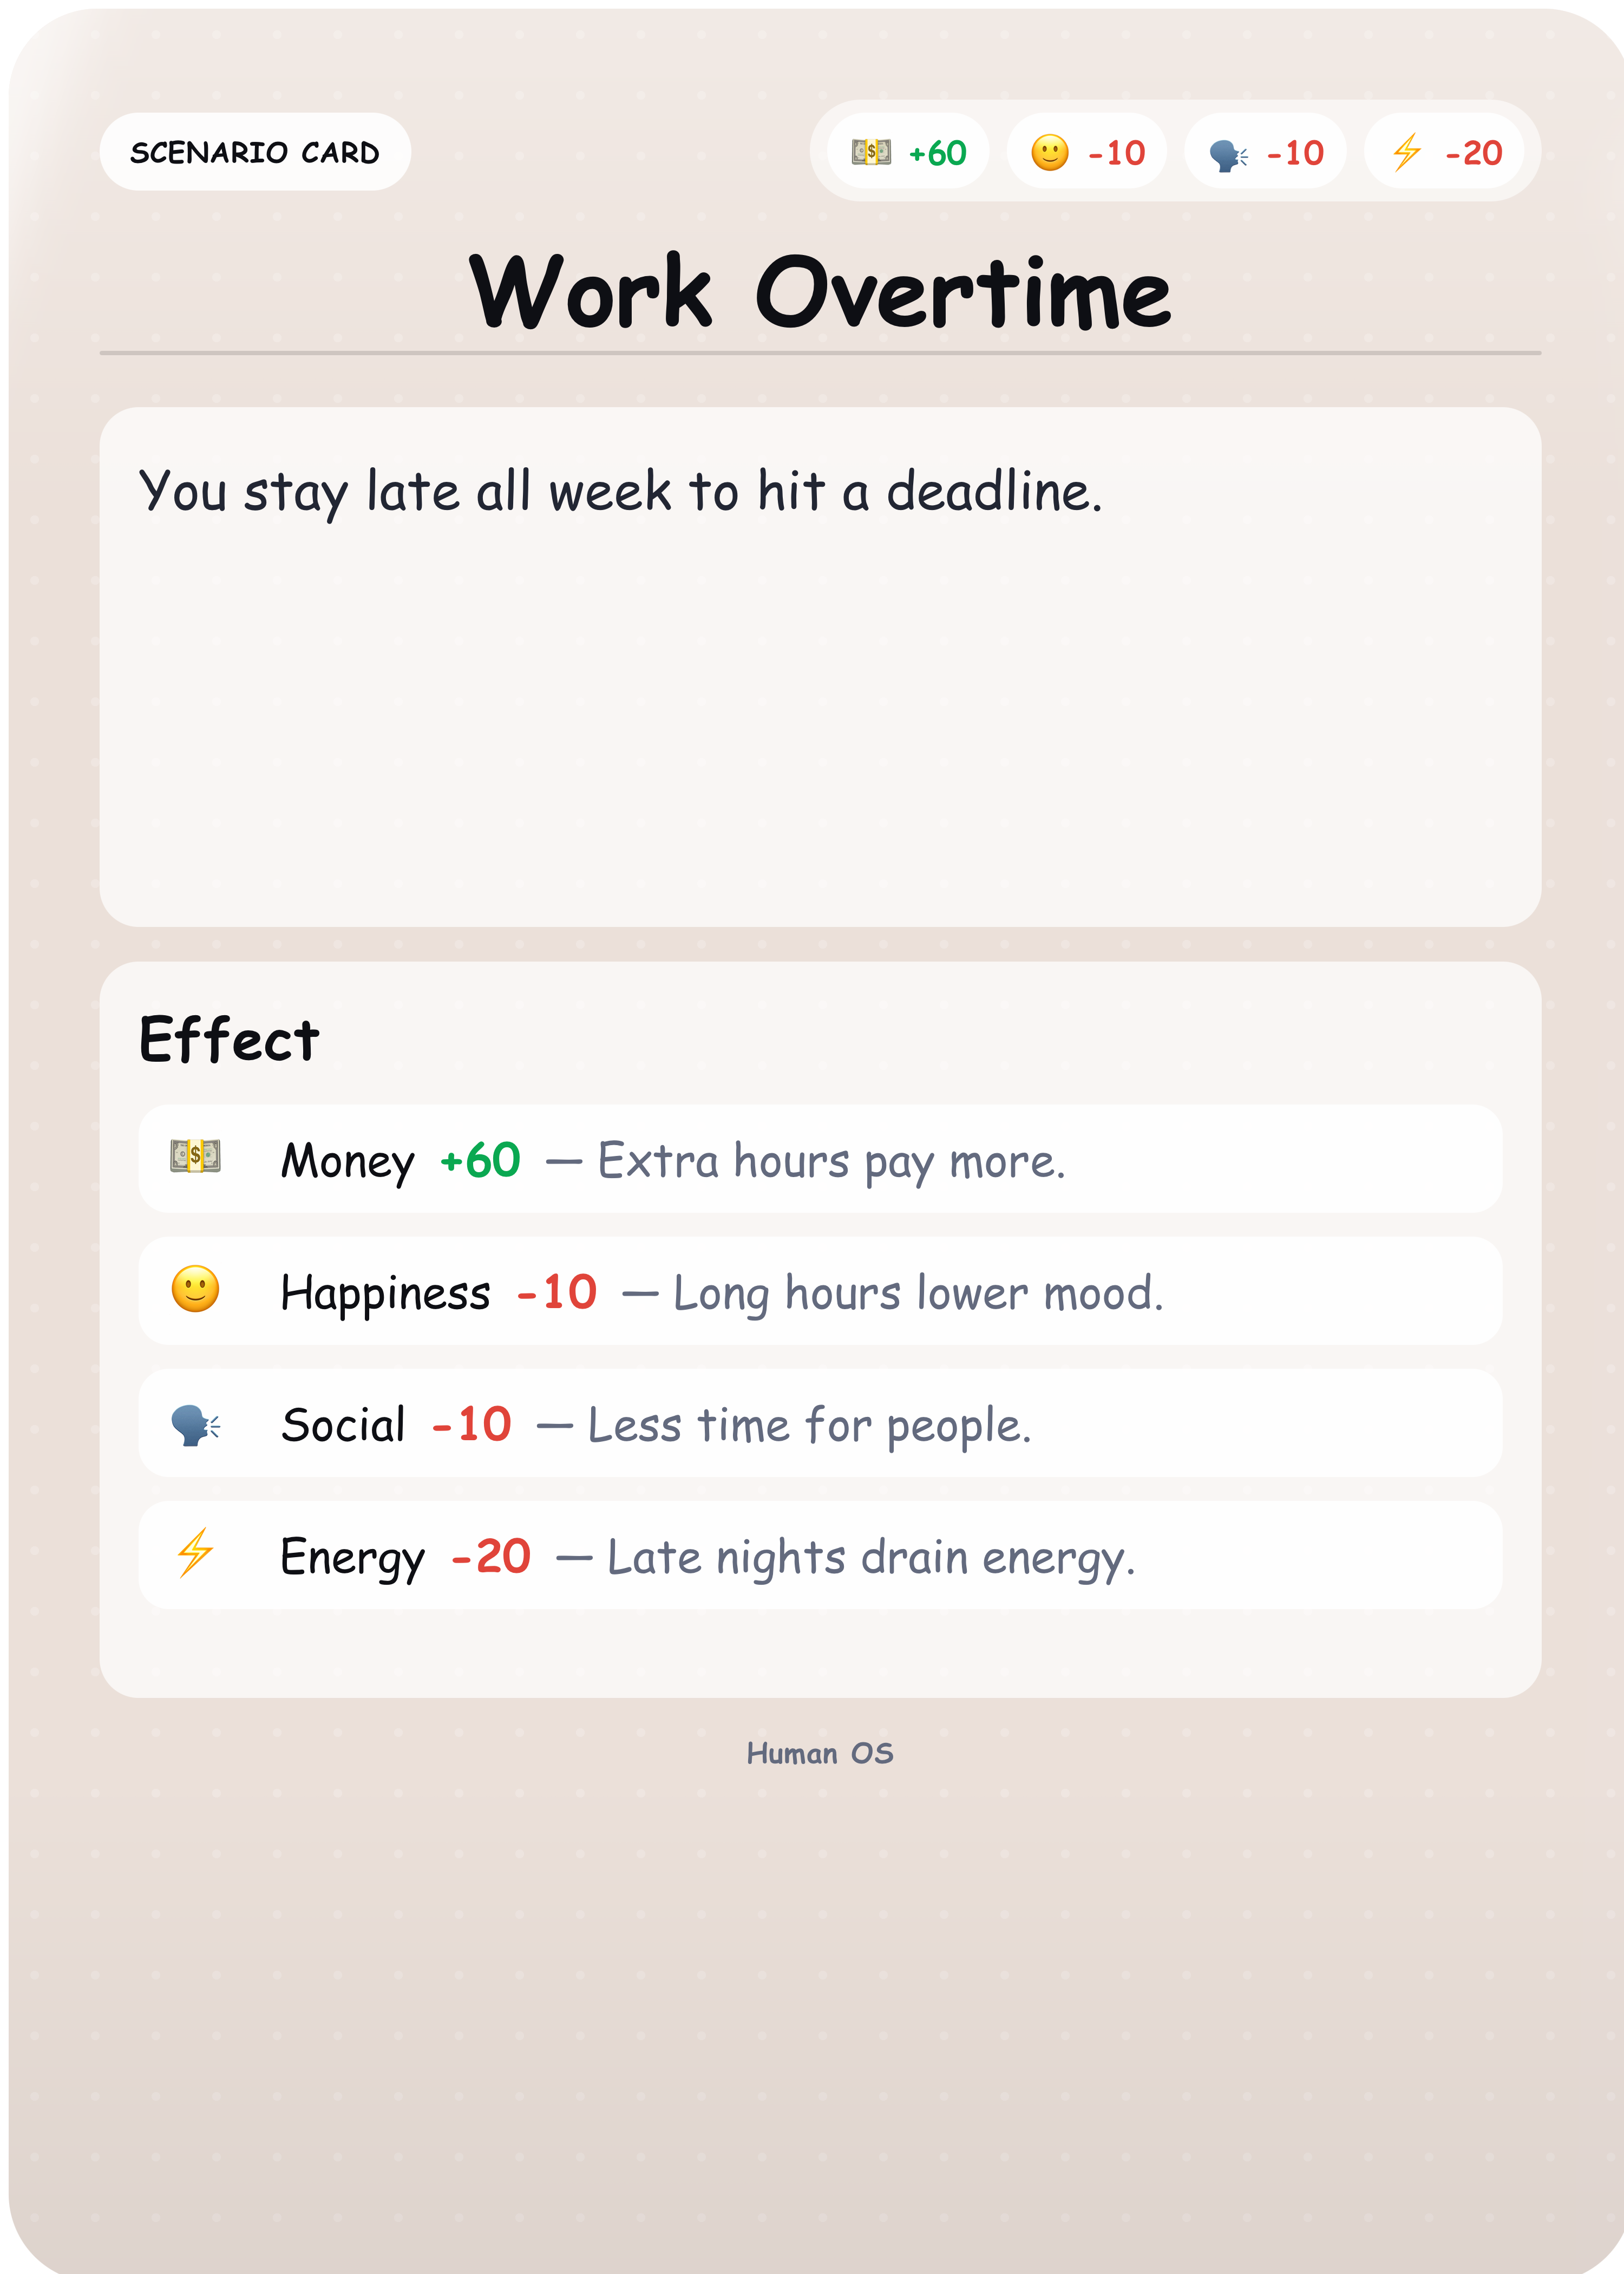 SCENARIO CARD
+60 -10 -10 -20
Work Overtime
You stay late all week to hit a deadline.
Effect
Money +60 — Extra hours pay more.
Happiness -10 — Long hours lower mood.
Social -10 — Less time for people.
Energy -20 — Late nights drain energy.
Human OS